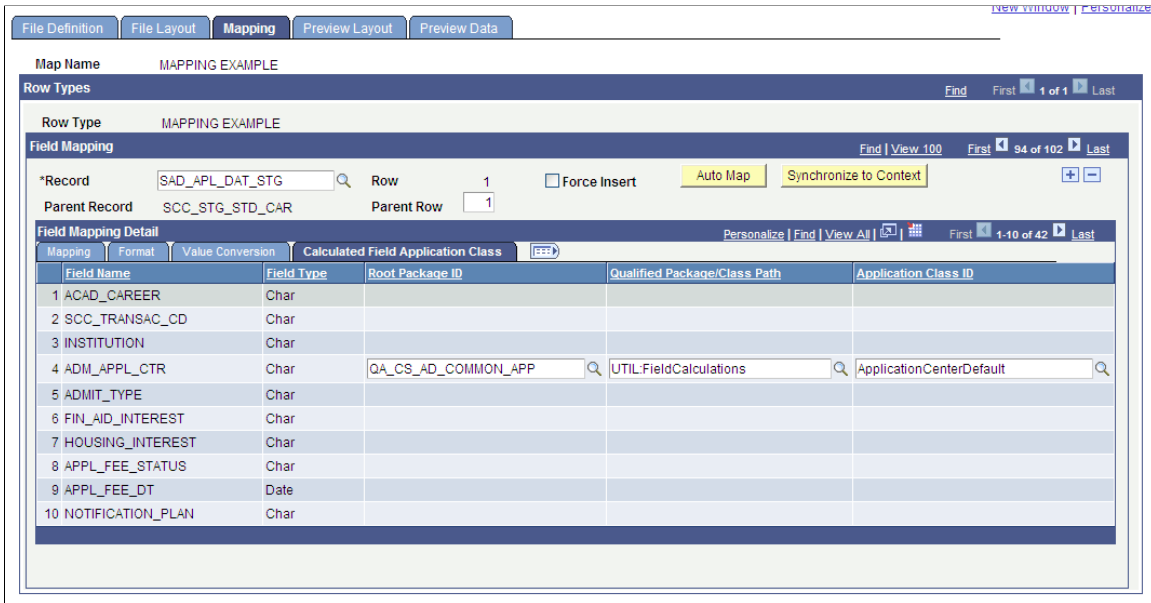 New Window | Personalize
File Definition File Layout Mapping Preview Layout Preview Data
Map Name MAPPING EXAMPLE
Row Types Find First 1 of 1 Last
Row Type MAPPING EXAMPLE
Field Mapping Find | View 100 First 94 of 102 Last
*Record SAD_APL_DAT_STG Row 1 Force Insert Auto Map Synchronize to Context
Parent Record SCC_STG_STD_CAR Parent Row 1
Field Mapping Detail Personalize | Find | View All | | First 1-10 of 42 Last
Mapping Format Value Conversion Calculated Field Application Class
Field Name Field Type Root Package ID Qualified Package/Class Path Application Class ID
1 ACAD_CAREER Char
2 SCC_TRANSAC_CD Char
3 INSTITUTION Char
4 ADM_APPL_CTR Char QA_CS_AD_COMMON_APP UTIL:FieldCalculations ApplicationCenterDefault
5 ADMIT_TYPE Char
6 FIN_AID_INTEREST Char
7 HOUSING_INTEREST Char
8 APPL_FEE_STATUS Char
9 APPL_FEE_DT Date
10 NOTIFICATION_PLAN Char